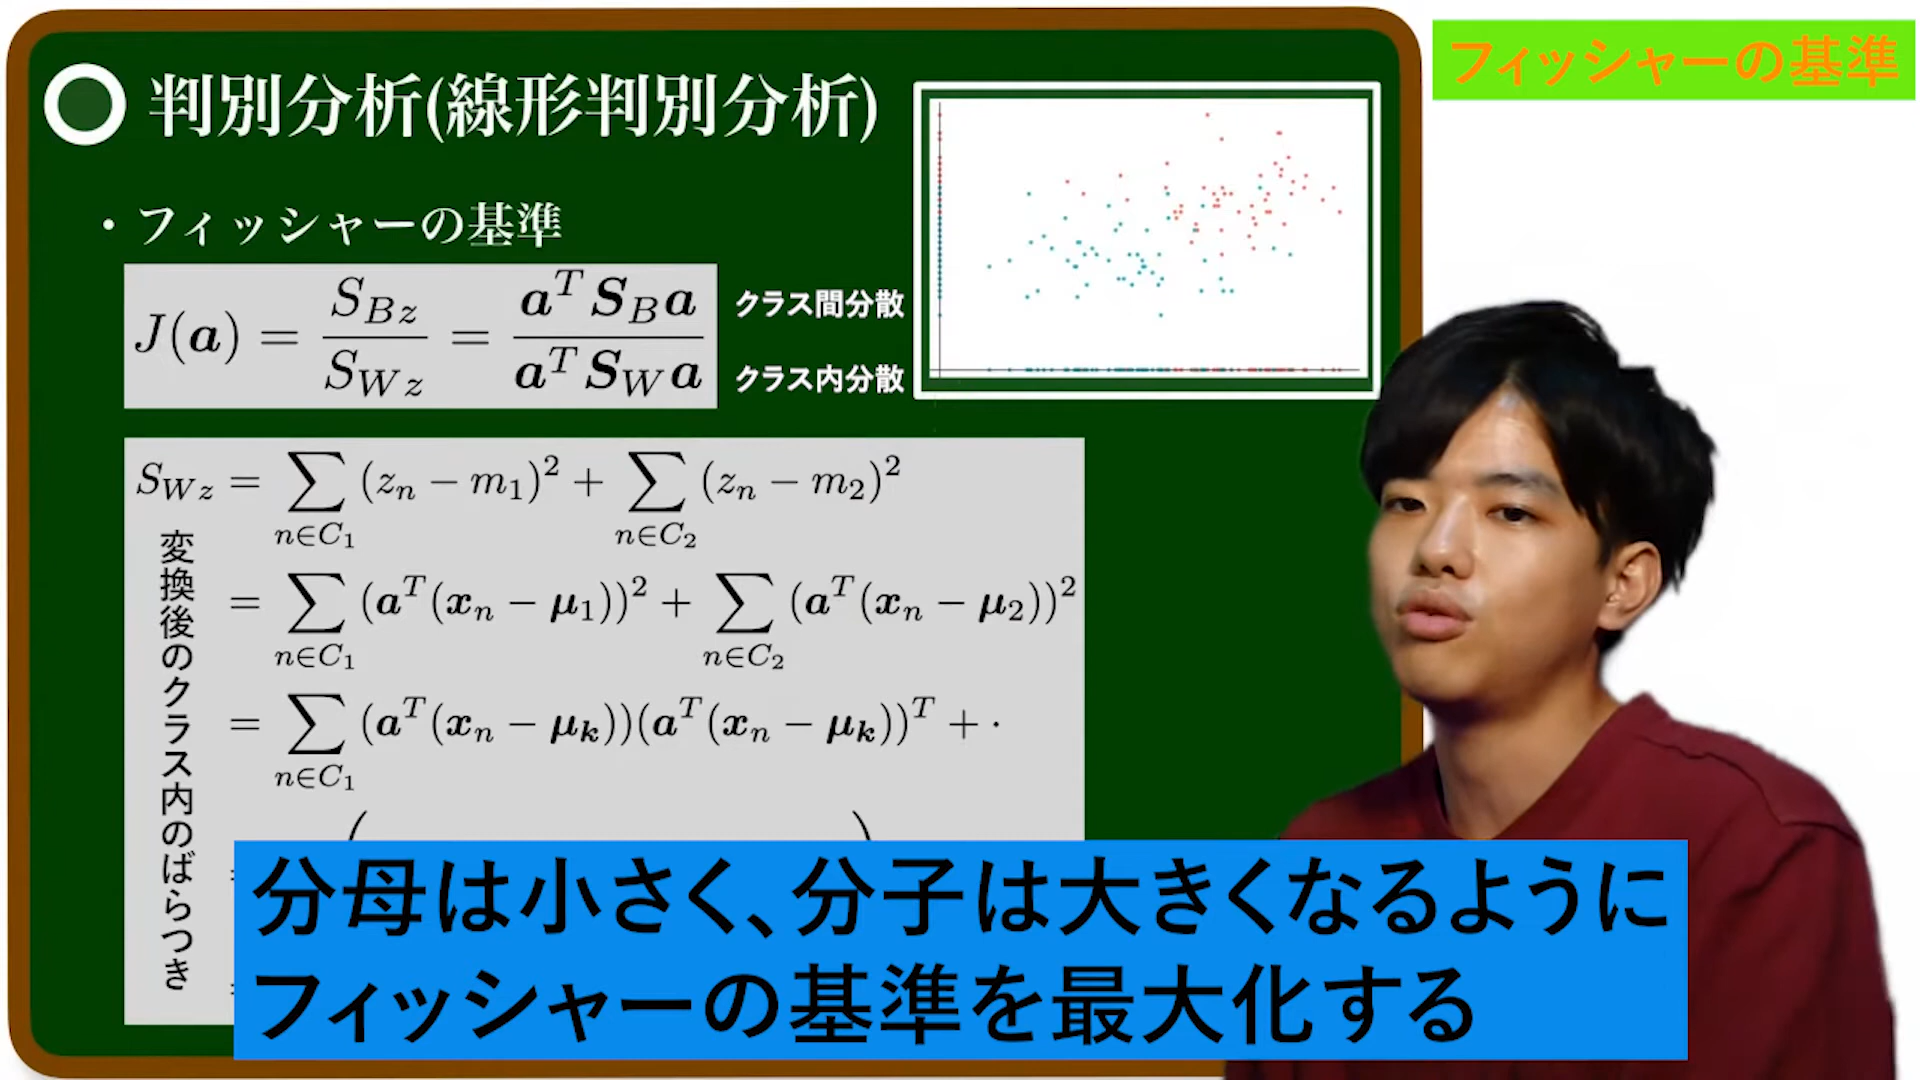 判別分析(線形判別分析)
フィッシャーの基準
・フィッシャーの基準
J(a) = S_{Bz} / S_{Wz} = a^T S_B a / a^T S_W a
クラス間分散
クラス内分散
S_{Wz} = ∑_{n∈C_1} (z_n − m_1)^2 + ∑_{n∈C_2} (z_n − m_2)^2
= ∑_{n∈C_1} (a^T(x_n − μ_1))^2 + ∑_{n∈C_2} (a^T(x_n − μ_2))^2
= ∑_{n∈C_1} (a^T(x_n − μ_k))(a^T(x_n − μ_k))^T + ·
変換後のクラス内のばらつき
分母は小さく、分子は大きくなるように
フィッシャーの基準を最大化する